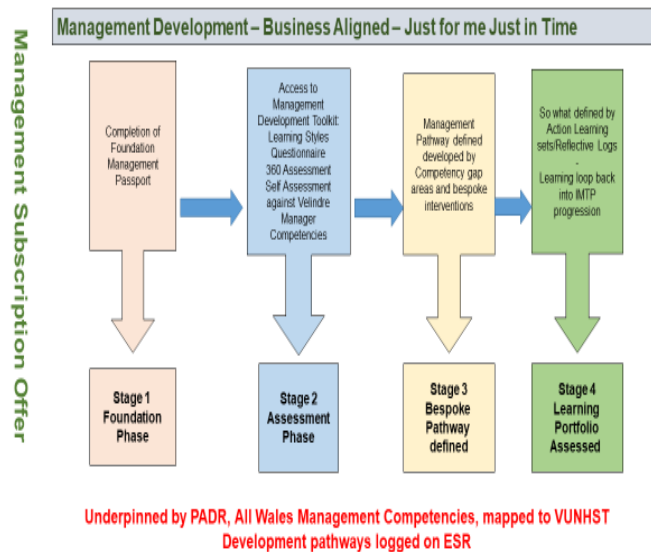 Management Development – Business Aligned – Just for me Just in Time
Management Subscription Offer
Completion of
Foundation
Management
Passport
Access to
Management
Development Toolkit:
Learning Styles
Questionnaire
360 Assessment
Self Assessment
against Velindre
Manager
Competencies
Management
Pathway defined
developed by
Competency gap
areas and bespoke
interventions
So what defined by
Action Learning
sets/Reflective Logs
-
Learning loop back
into IMTP
progression
Stage 1
Foundation
Phase
Stage 2
Assessment
Phase
Stage 3
Bespoke
Pathway
defined
Stage 4
Learning
Portfolio
Assessed
Underpinned by PADR, All Wales Management Competencies, mapped to VUNHST
Development pathways logged on ESR